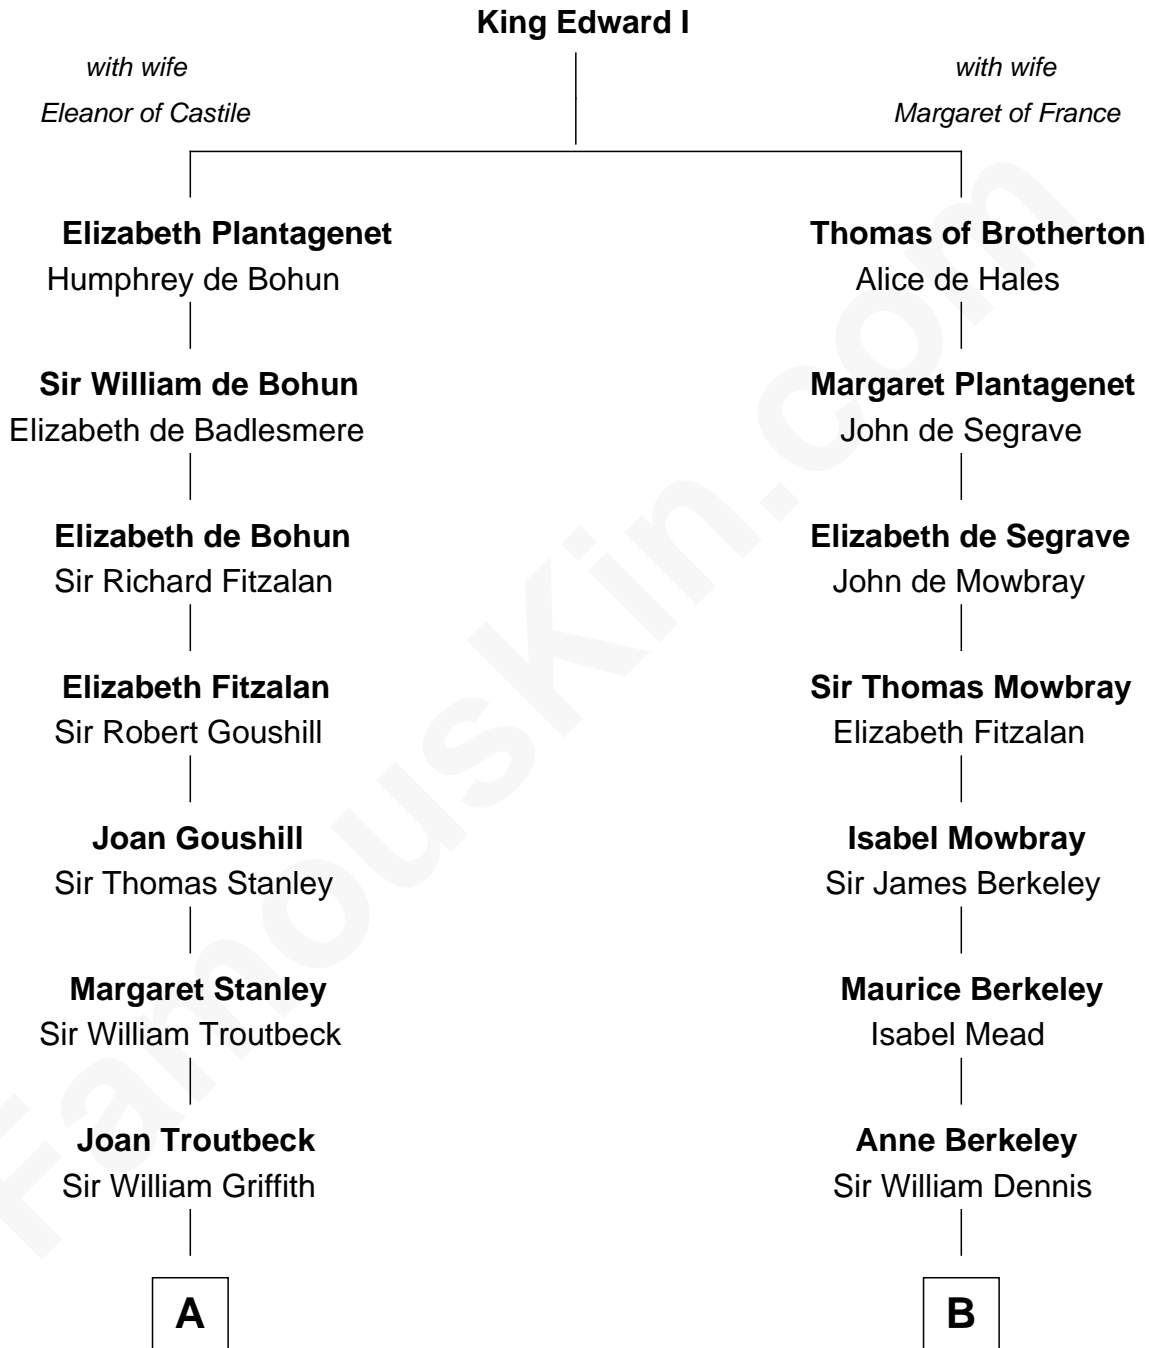 King Edward I
with wife
Eleanor of Castile
with wife
Margaret of France
Elizabeth Plantagenet
Humphrey de Bohun
Thomas of Brotherton
Alice de Hales
Sir William de Bohun
Elizabeth de Badlesmere
Margaret Plantagenet
John de Segrave
Elizabeth de Bohun
Sir Richard Fitzalan
Elizabeth de Segrave
John de Mowbray
Elizabeth Fitzalan
Sir Robert Goushill
Sir Thomas Mowbray
Elizabeth Fitzalan
Joan Goushill
Sir Thomas Stanley
Isabel Mowbray
Sir James Berkeley
Margaret Stanley
Sir William Troutbeck
Maurice Berkeley
Isabel Mead
Joan Troutbeck
Sir William Griffith
Anne Berkeley
Sir William Dennis
A
B
FamousKin.com